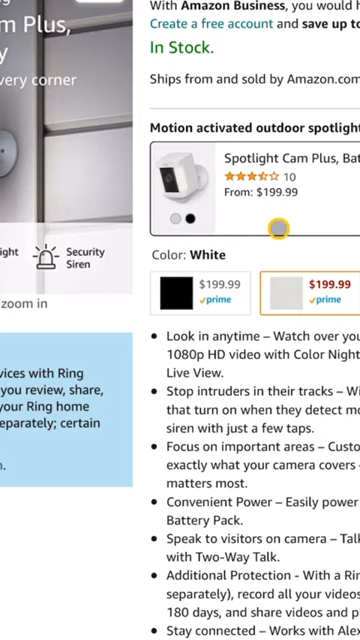 m Plus,
y
very corner
ight
Security
Siren
zoom in
vices with Ring
you review, share,
your Ring home
eparately; certain
n.
With Amazon Business, you would h
Create a free account and save up to
In Stock.
Ships from and sold by Amazon.com
Motion activated outdoor spotlight
Spotlight Cam Plus, Bat
10
From: $199.99
Color: White
$199.99
prime
$199.99
prime
Look in anytime – Watch over you
1080p HD video with Color Night
Live View.
Stop intruders in their tracks – Wi
that turn on when they detect mo
siren with just a few taps.
Focus on important areas – Custo
exactly what your camera covers
matters most.
Convenient Power – Easily power
Battery Pack.
Speak to visitors on camera – Talk
with Two-Way Talk.
Additional Protection - With a Rin
separately), record all your videos
180 days, and share videos and p
Stay connected – Works with Alex